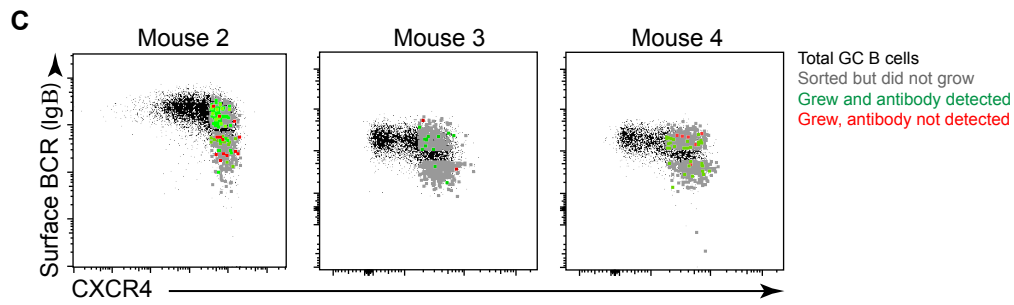 C
Mouse 2
Mouse 3
Mouse 4
Total GC B cells
Sorted but did not grow
Grew and antibody detected
Grew, antibody not detected
Surface BCR (IgB)
CXCR4